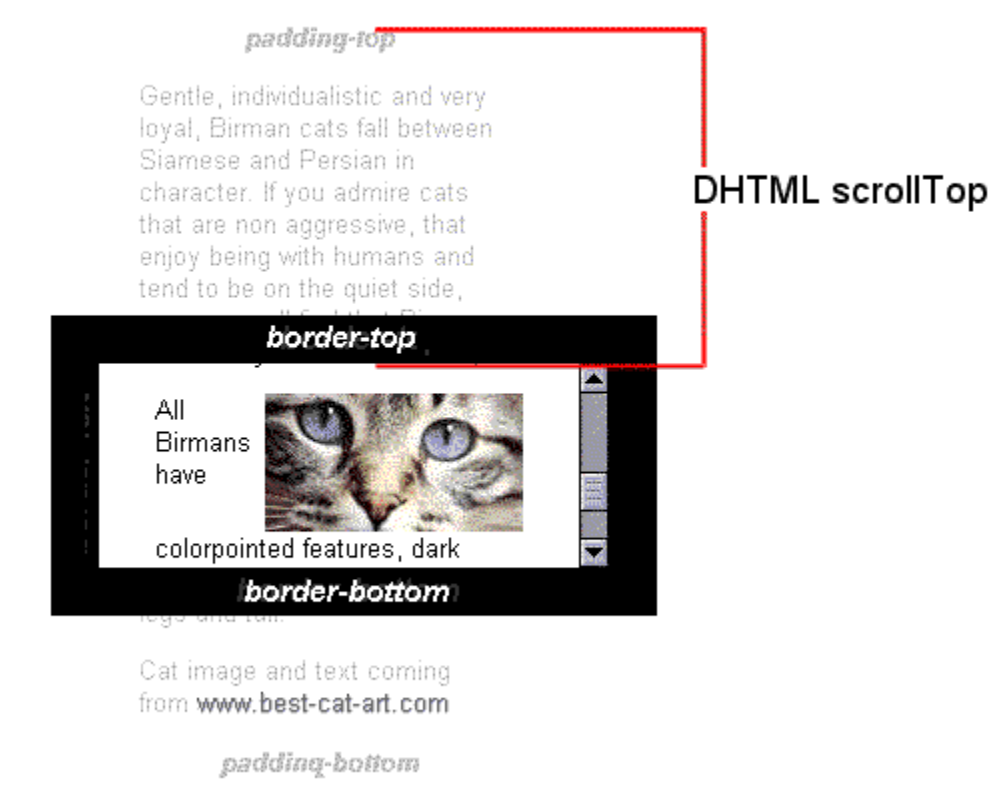 padding-top
Gentle, individualistic and very
loyal, Birman cats fall between
Siamese and Persian in
character. If you admire cats
that are non aggressive, that
enjoy being with humans and
tend to be on the quiet side,
DHTML scrollTop
border-top
All
Birmans
have
colorpointed features, dark
border-bottom
legs and tail.
Cat image and text coming
from www.best-cat-art.com
padding-bottom